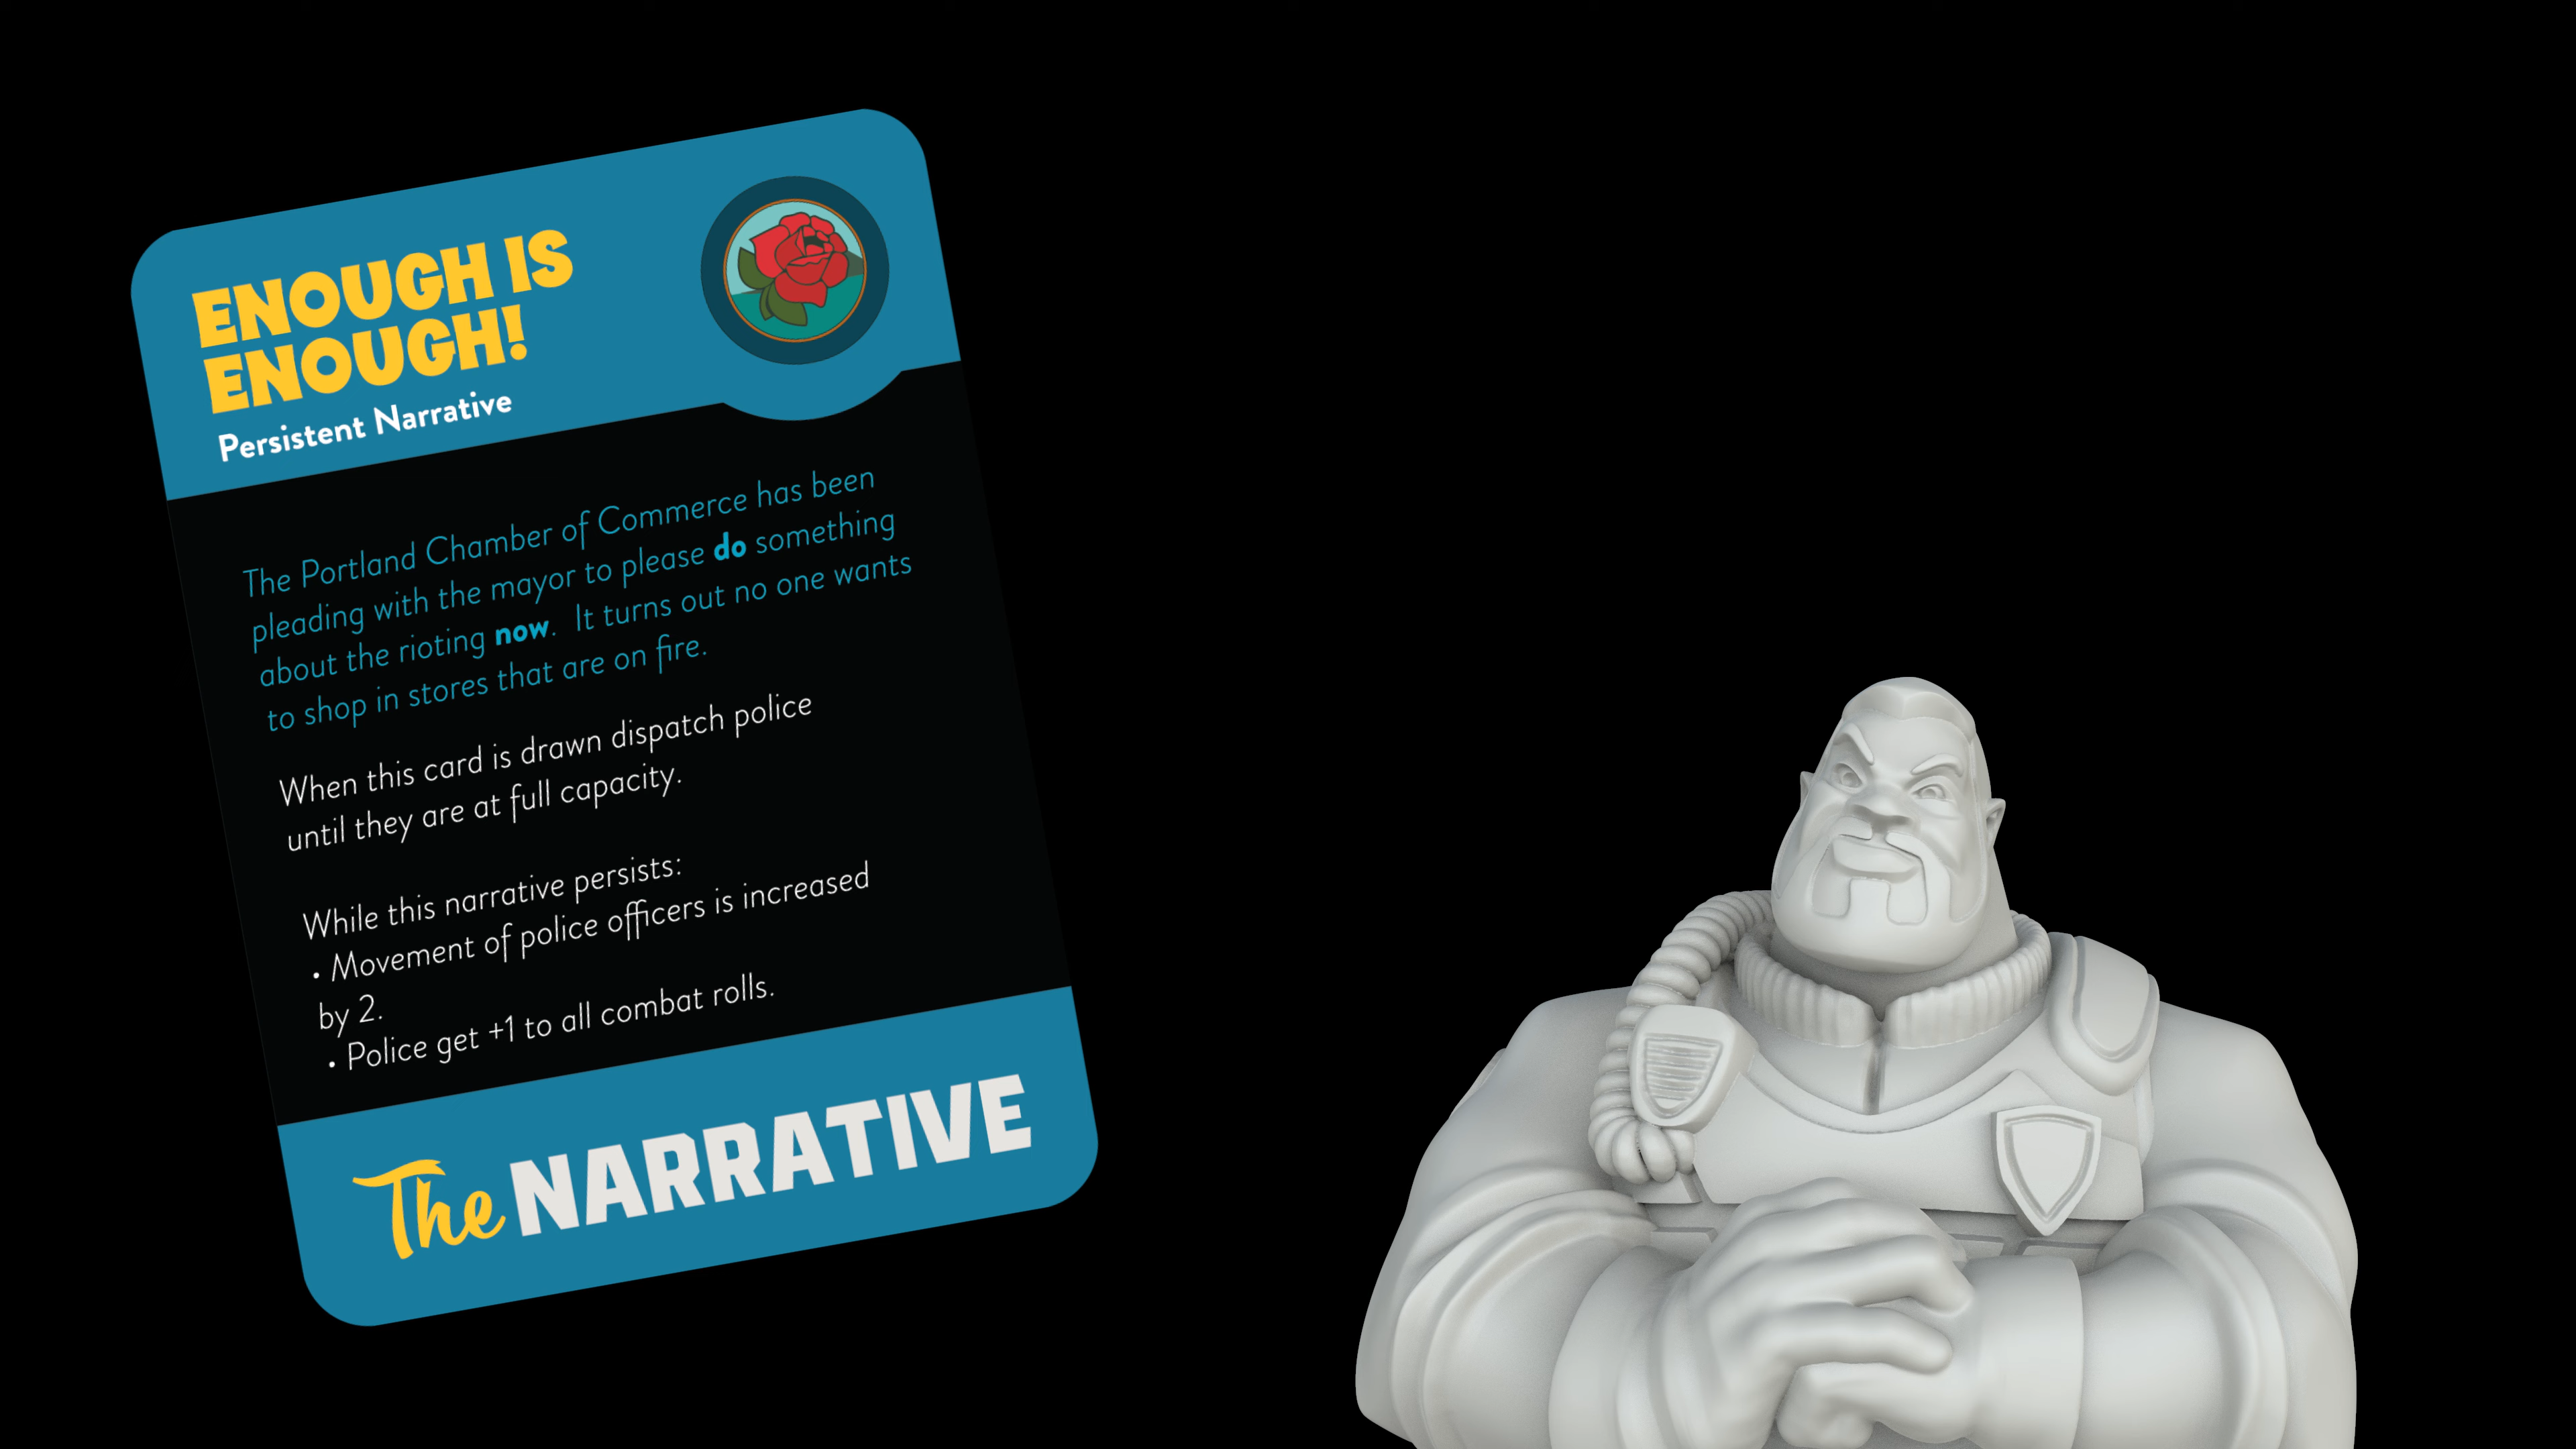 ENOUGH IS
ENOUGH!
Persistent Narrative
The Portland Chamber of Commerce has been
pleading with the mayor to please do something
about the rioting now.  It turns out no one wants
to shop in stores that are on fire.
When this card is drawn dispatch police
until they are at full capacity.
While this narrative persists:
• Movement of police officers is increased
by 2.
• Police get +1 to all combat rolls.
The NARRATIVE